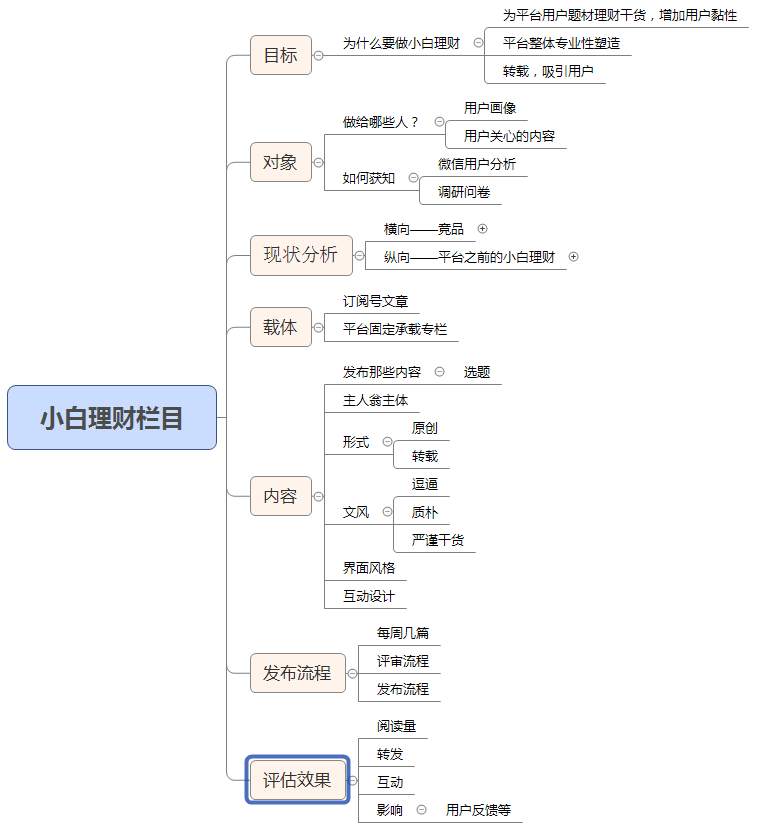 小白理财栏目
目标
为什么要做小白理财
为平台用户题材理财干货，增加用户黏性
平台整体专业性塑造
转载，吸引用户
对象
做给哪些人？
用户画像
用户关心的内容
如何获知
微信用户分析
调研问卷
现状分析
横向——竞品
纵向——平台之前的小白理财
载体
订阅号文章
平台固定承载专栏
内容
发布那些内容
选题
主人翁主体
形式
原创
转载
文风
逗逼
质朴
严谨干货
界面风格
互动设计
发布流程
每周几篇
评审流程
发布流程
评估效果
阅读量
转发
互动
影响
用户反馈等